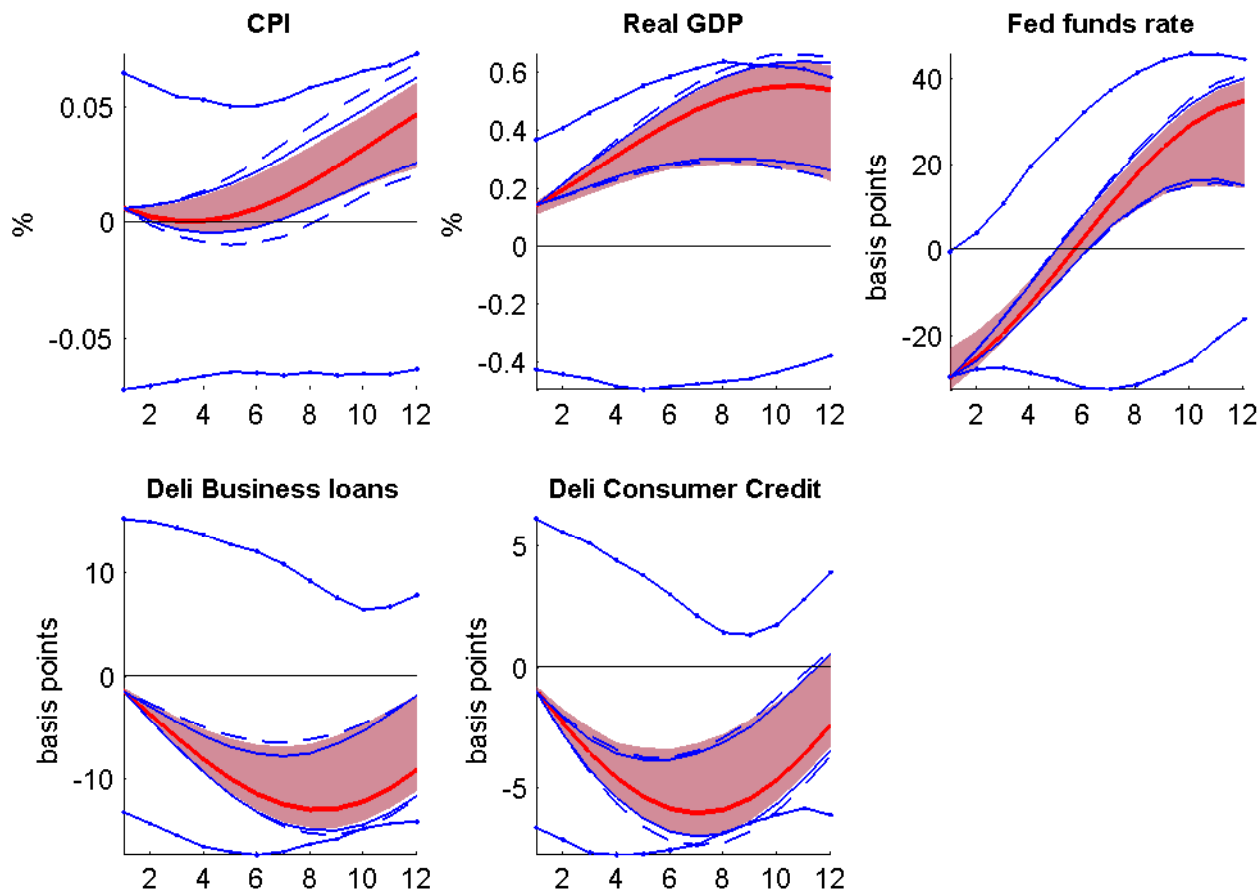 CPI
Real GDP
Fed funds rate
%
0.05
0
-0.05
2 4 6 8 10 12
%
0.6
0.4
0.2
0
-0.2
-0.4
2 4 6 8 10 12
basis points
40
20
0
-20
2 4 6 8 10 12
Deli Business loans
Deli Consumer Credit
basis points
10
0
-10
2 4 6 8 10 12
basis points
5
0
-5
2 4 6 8 10 12